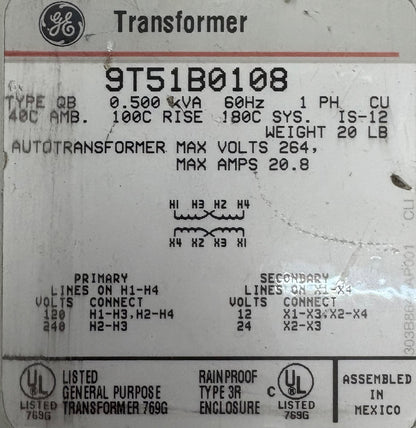 GE Transformer
9T51B0108
TYPE QB 0.500 kVA 60Hz 1 PH CU
40C AMB. 100C RISE 180C SYS. IS-12
WEIGHT 20 LB
AUTOTRANSFORMER MAX VOLTS 264,
MAX AMPS 20.8
H1 H3 H2 H4
X4 X2 X3 X1
PRIMARY
LINES ON H1-H4
VOLTS CONNECT
120 H1-H3,H2-H4
240 H2-H3
SECONDARY
LINES ON X1-X4
VOLTS CONNECT
12 X1-X3,X2-X4
24 X2-X3
UL
LISTED
769G
LISTED
GENERAL PURPOSE
TRANSFORMER 769G
RAINPROOF
TYPE 3R
ENCLOSURE
C UL
LISTED
769G
ASSEMBLED
IN
MEXICO